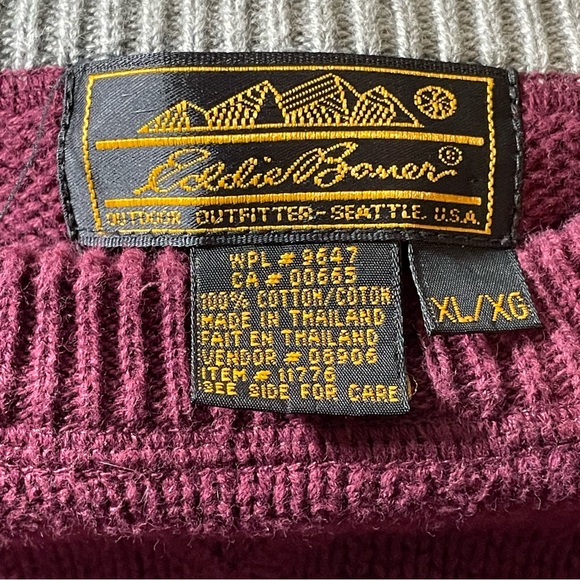 Eddie Bauer®
OUTDOOR OUTFITTER-SEATTLE, U.S.A.
WPL # 9647
CA # 00665
100% COTTON/COTON
MADE IN THAILAND
FAIT EN THAILAND
VENDOR # 08906
ITEM # 11776
SEE SIDE FOR CARE
XL/XG